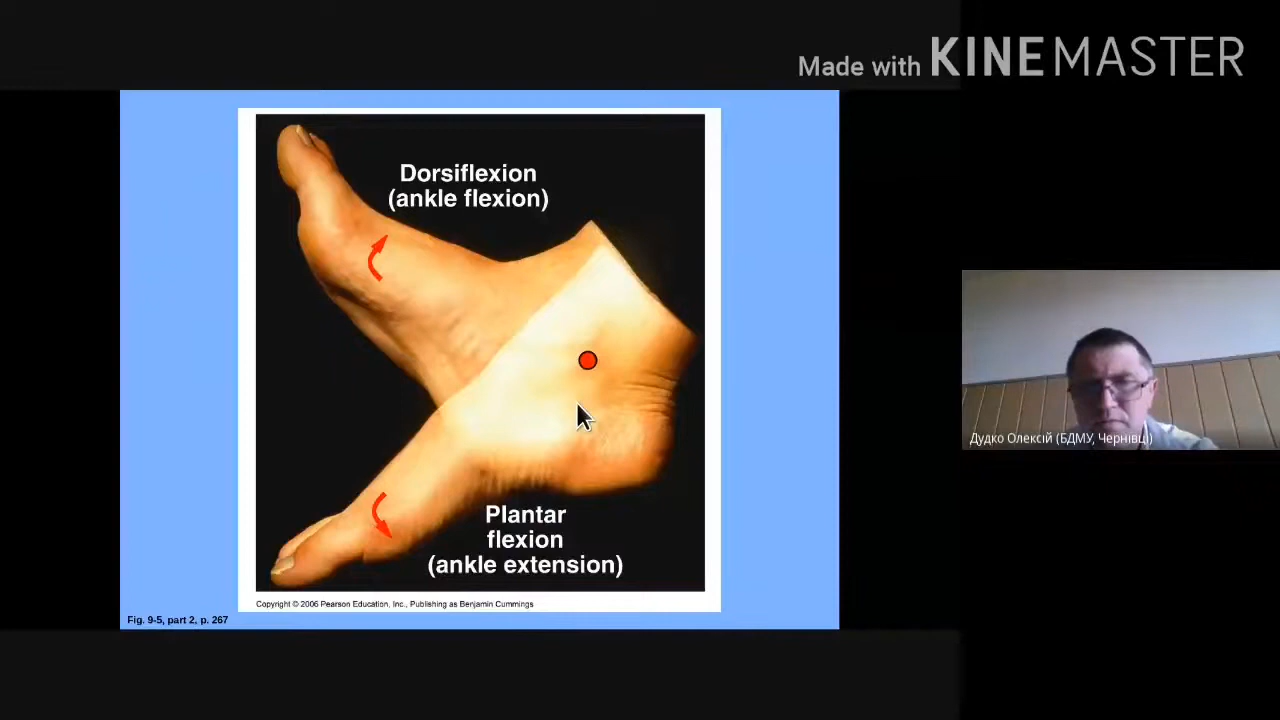 Made with KINEMASTER
Dorsiflexion
(ankle flexion)
Plantar
flexion
(ankle extension)
Copyright © 2006 Pearson Education, Inc., Publishing as Benjamin Cummings
Fig. 9-5, part 2, p. 267
Дудко Олексій (БДМУ, Чернівці)